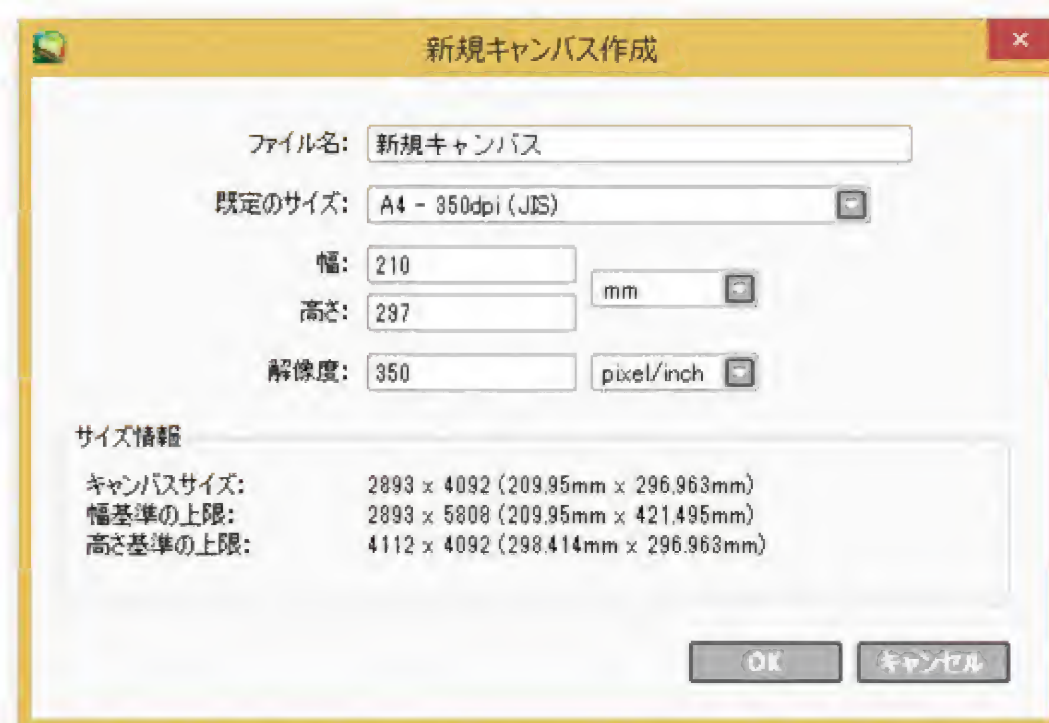 新規キャンバス作成
ファイル名: 新規キャンバス
既定のサイズ: A4 - 350dpi (JIS)
幅: 210
mm
高さ: 297
解像度: 350 pixel/inch
サイズ情報
キャンバスサイズ: 2893 x 4092 (209.95mm x 296.963mm)
幅基準の上限: 2893 x 5808 (209.95mm x 421.495mm)
高さ基準の上限: 4112 x 4092 (298.414mm x 296.963mm)
OK キャンセル